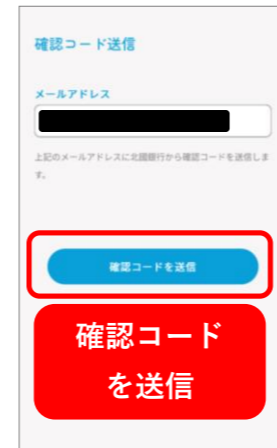 確認コード送信
メールアドレス
上記のメールアドレスに北國銀行から確認コードを送信しま
す。
確認コードを送信
確認コード
を送信